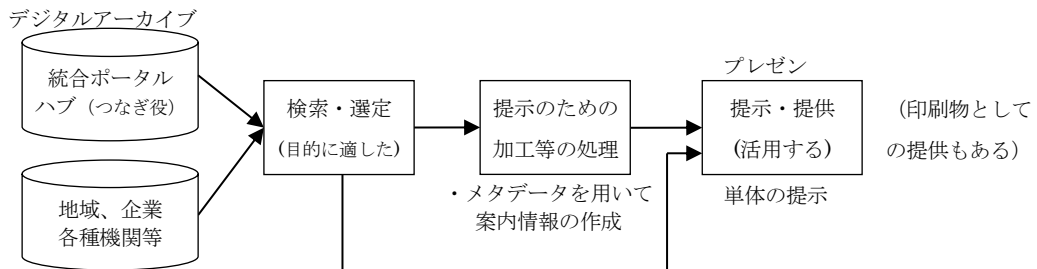 デジタルアーカイブ
統合ポータル
ハブ（つなぎ役）
地域、企業
各種機関等
検索・選定
(目的に適した)
提示のための
加工等の処理
・メタデータを用いて
案内情報の作成
プレゼン
提示・提供
(活用する)
単体の提示
（印刷物として
の提供もある）